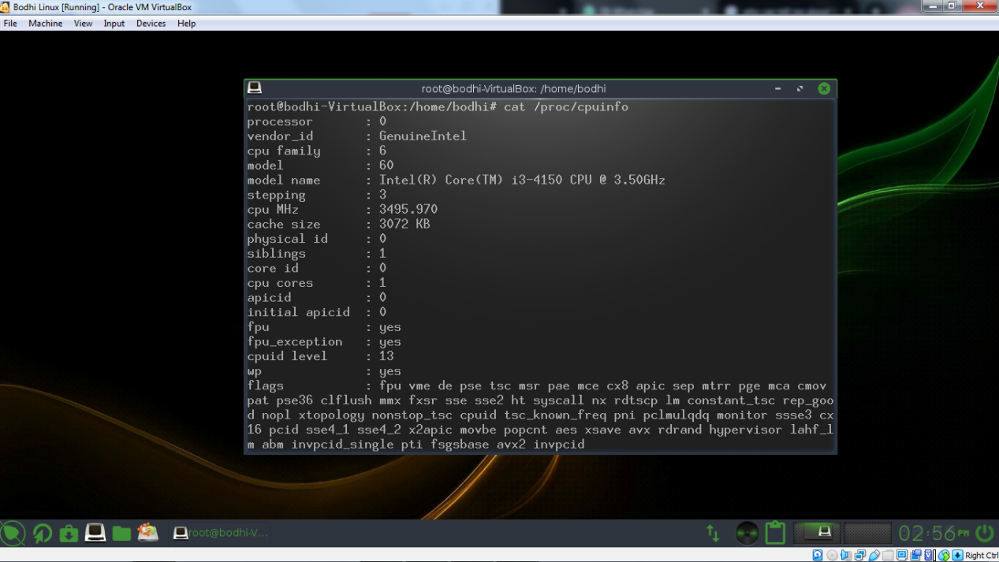 Bodhi Linux [Running] - Oracle VM VirtualBox
File Machine View Input Devices Help
root@bodhi-VirtualBox: /home/bodhi
root@bodhi-VirtualBox:/home/bodhi# cat /proc/cpuinfo
processor : 0
vendor_id : GenuineIntel
cpu family : 6
model : 60
model name : Intel(R) Core(TM) i3-4150 CPU @ 3.50GHz
stepping : 3
cpu MHz : 3495.970
cache size : 3072 KB
physical id : 0
siblings : 1
core id : 0
cpu cores : 1
apicid : 0
initial apicid : 0
fpu : yes
fpu_exception : yes
cpuid level : 13
wp : yes
flags : fpu vme de pse tsc msr pae mce cx8 apic sep mtrr pge mca cmov
pat pse36 clflush mmx fxsr sse sse2 ht syscall nx rdtscp lm constant_tsc rep_goo
d nopl xtopology nonstop_tsc cpuid tsc_known_freq pni pclmulqdq monitor ssse3 cx
16 pcid sse4_1 sse4_2 x2apic movbe popcnt aes xsave avx rdrand hypervisor lahf_l
m abm invpcid_single pti fsgsbase avx2 invpcid
root@bodhi-V...
02:56PM
Right Ctrl